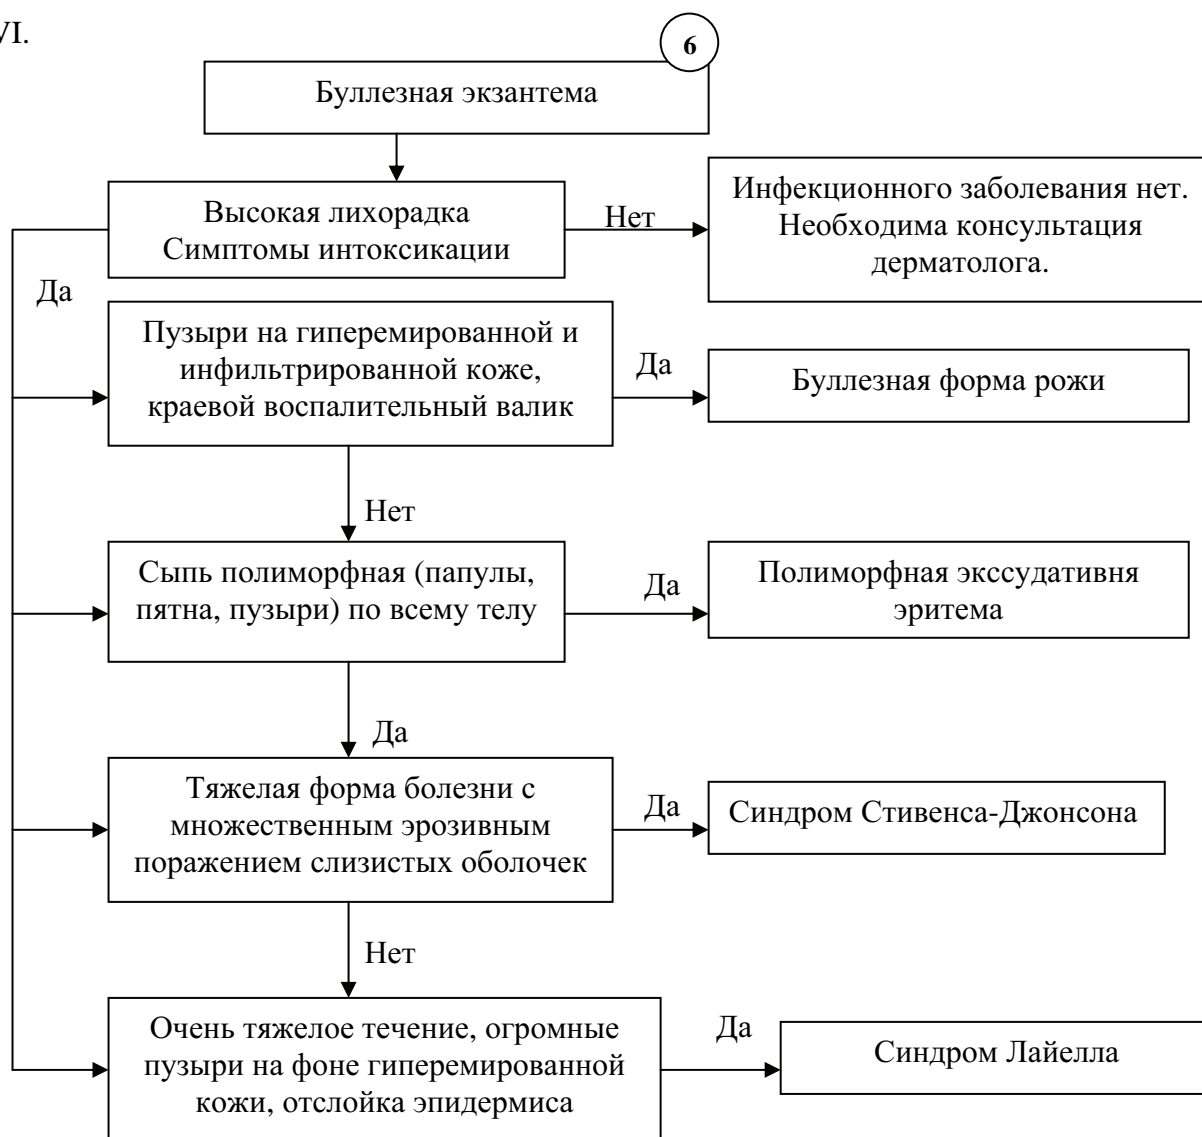 VI.
6
Буллезная экзантема
Высокая лихорадка
Симптомы интоксикации
Нет
Инфекционного заболевания нет.
Необходима консультация
дерматолога.
Да
Пузыри на гиперемированной и
инфильтрированной коже,
краевой воспалительный валик
Да
Буллезная форма рожи
Нет
Сыпь полиморфная (папулы,
пятна, пузыри) по всему телу
Да
Полиморфная экссудативня
эритема
Да
Тяжелая форма болезни с
множественным эрозивным
поражением слизистых оболочек
Да
Синдром Стивенса-Джонсона
Нет
Очень тяжелое течение, огромные
пузыри на фоне гиперемированной
кожи, отслойка эпидермиса
Да
Синдром Лайелла